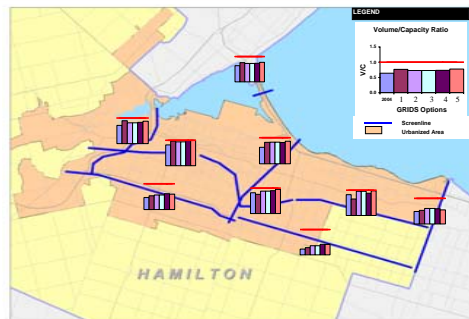 LEGEND
Volume/Capacity Ratio
1.5
1.0
0.5
0.0
V/C
2004 1 2 3 4 5
GRIDS Options
Screenline
Urbanized Area
HAMILTON